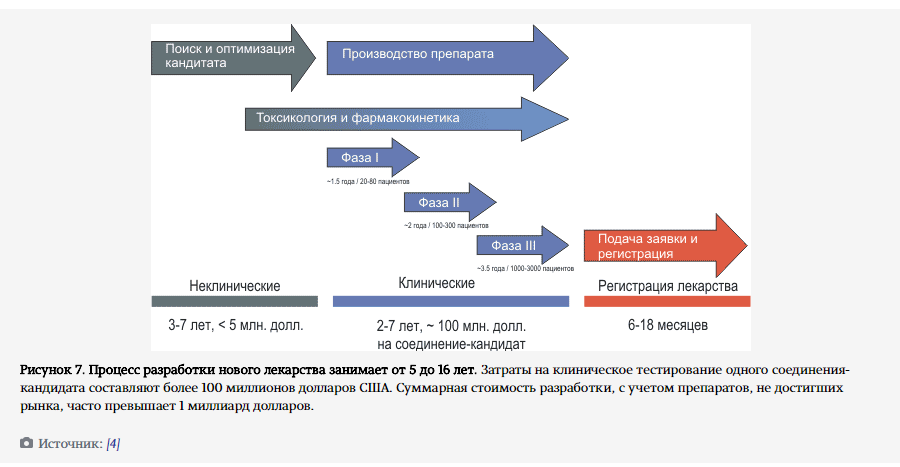 Поиск и оптимизация
кандитата
Производство препарата
Токсикология и фармакокинетика
Фаза I
~1.5 года / 20-80 пациентов
Фаза II
~2 года / 100-300 пациентов
Фаза III
~3.5 года / 1000-3000 пациентов
Подача заявки и
регистрация
Неклинические
Клинические
Регистрация лекарства
3-7 лет, < 5 млн. долл.
2-7 лет, ~ 100 млн. долл.
на соединение-кандидат
6-18 месяцев
Рисунок 7. Процесс разработки нового лекарства занимает от 5 до 16 лет. Затраты на клиническое тестирование одного соединения-
кандидата составляют более 100 миллионов долларов США. Суммарная стоимость разработки, с учетом препаратов, не достигших
рынка, часто превышает 1 миллиард долларов.
Источник: [4]